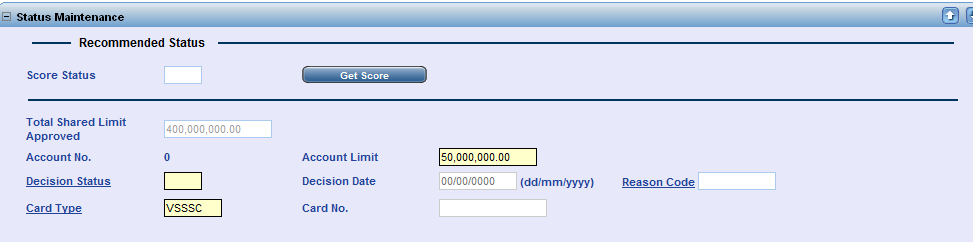 Status Maintenance
Recommended Status
Score Status Get Score
Total Shared Limit
Approved 400,000,000.00
Account No. 0 Account Limit 50,000,000.00
Decision Status Decision Date 00/00/0000 (dd/mm/yyyy) Reason Code
Card Type VSSSC Card No.